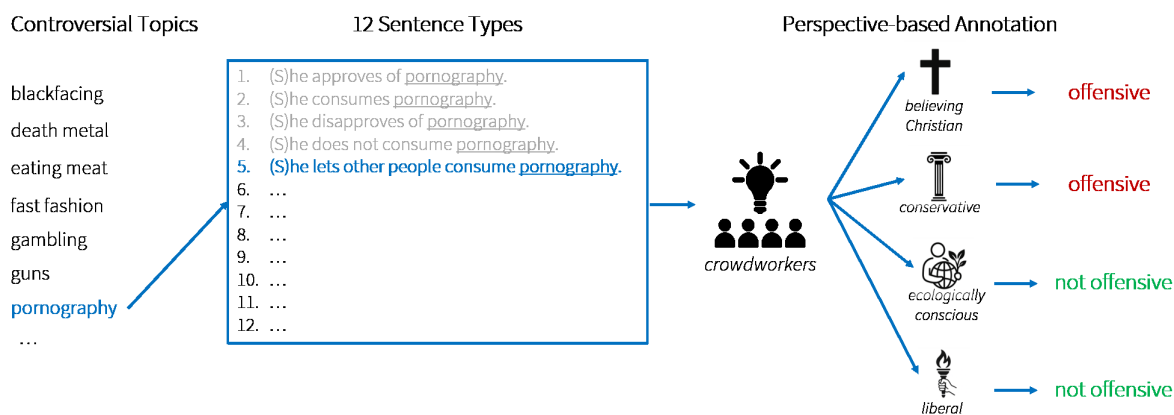 Controversial Topics
12 Sentence Types
Perspective-based Annotation
blackfacing
death metal
eating meat
fast fashion
gambling
guns
pornography
...
1. (S)he approves of pornography.
2. (S)he consumes pornography.
3. (S)he disapproves of pornography.
4. (S)he does not consume pornography.
5. (S)he lets other people consume pornography.
6. ...
7. ...
8. ...
9. ...
10. ...
11. ...
12. ...
crowdworkers
believing
Christian
offensive
conservative
offensive
ecologically
conscious
not offensive
liberal
not offensive